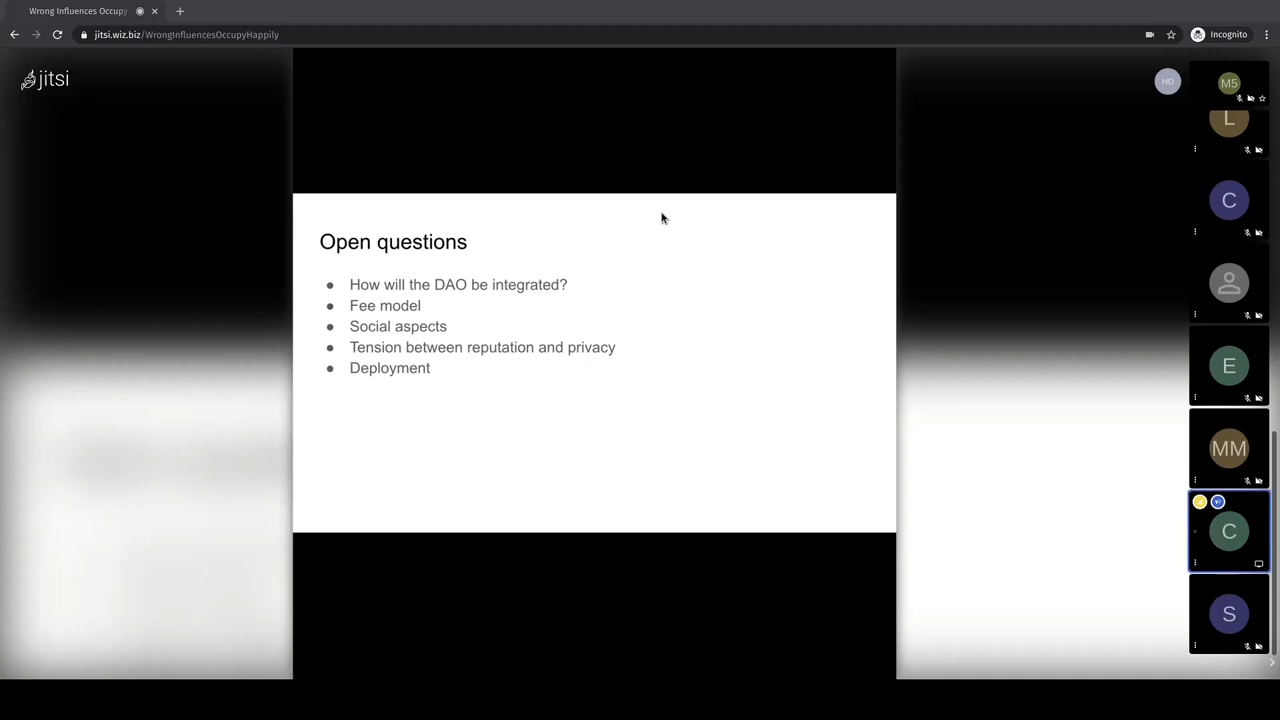 Wrong Influences Occupy
jitsi.wiz.biz/WrongInfluencesOccupyHappily
Incognito
jitsi
HD
M5
L
C
E
MM
C
S
Open questions
● How will the DAO be integrated?
● Fee model
● Social aspects
● Tension between reputation and privacy
● Deployment